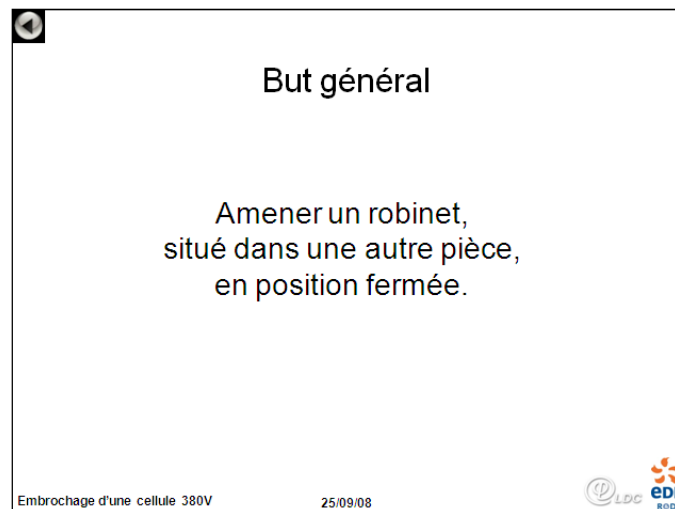 But général
Amener un robinet,
situé dans une autre pièce,
en position fermée.
Embrochage d'une cellule 380V
25/09/08
LDC